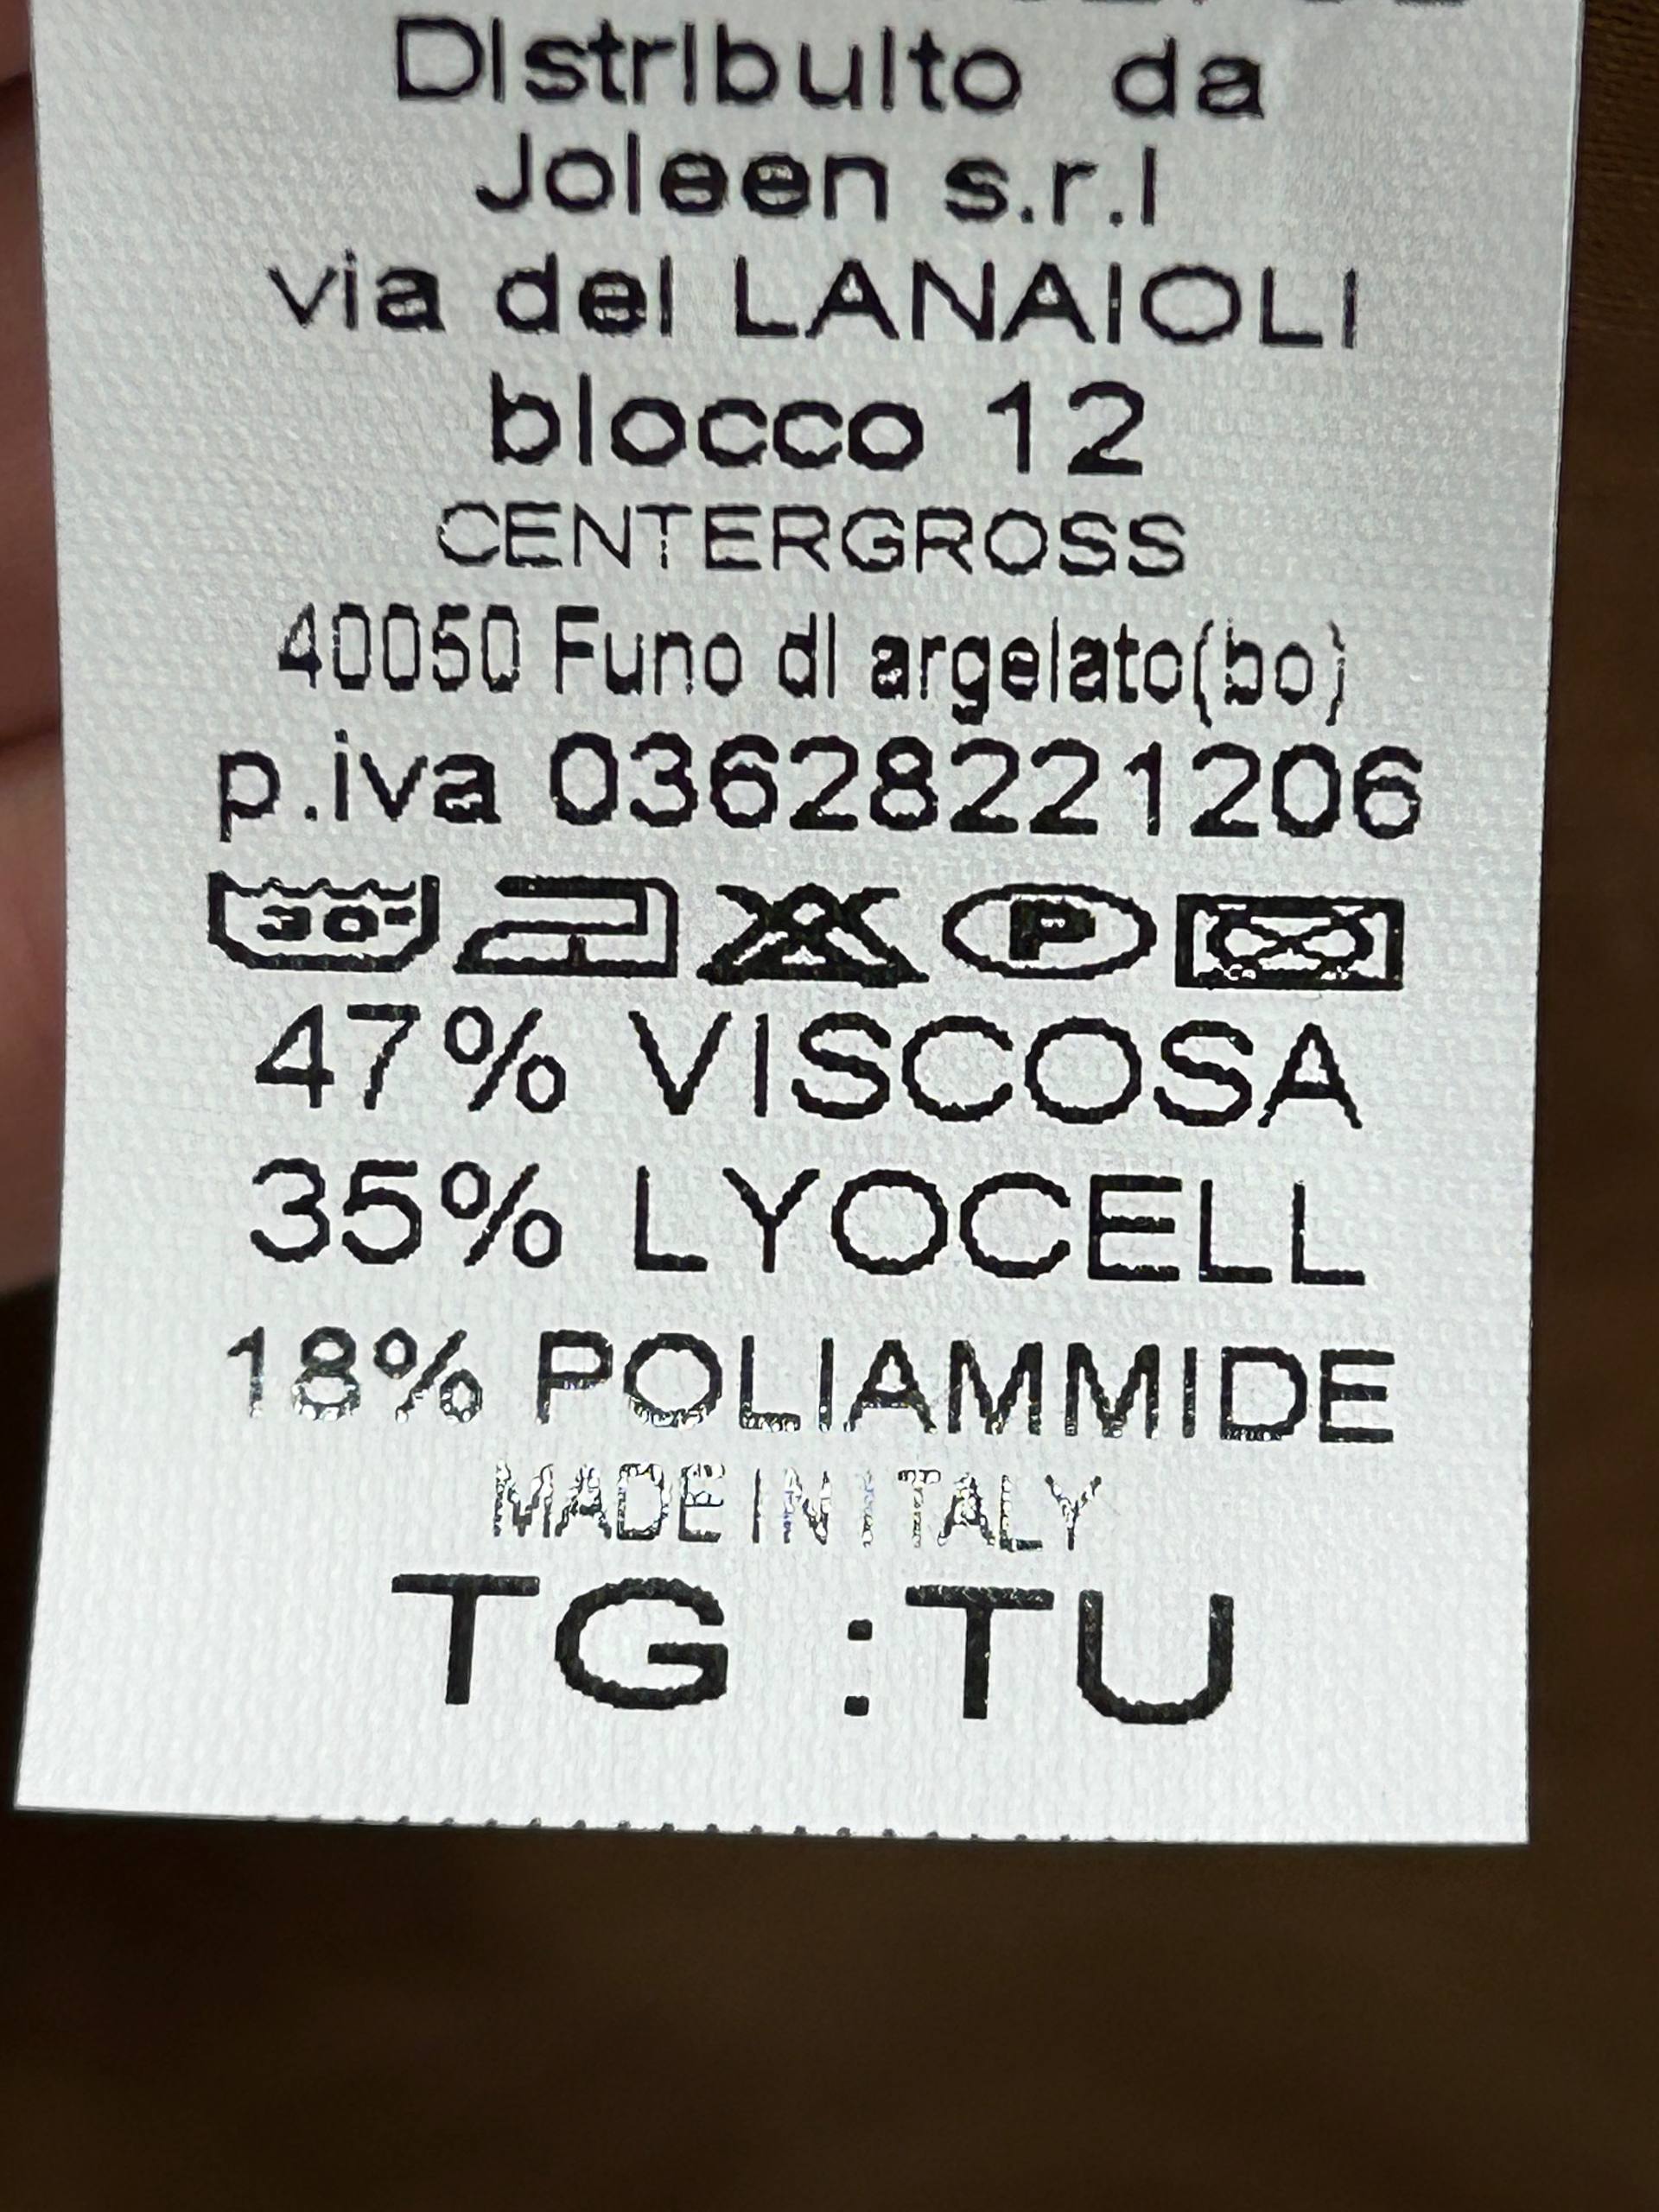 Distribuito da
Joleen s.r.l
via dei LANAIOLI
blocco 12
CENTERGROSS
40050 Funo di argelato(bo)
p.iva 03628221206
30° P
47% VISCOSA
35% LYOCELL
18% POLIAMMIDE
MADE IN ITALY
TG :TU